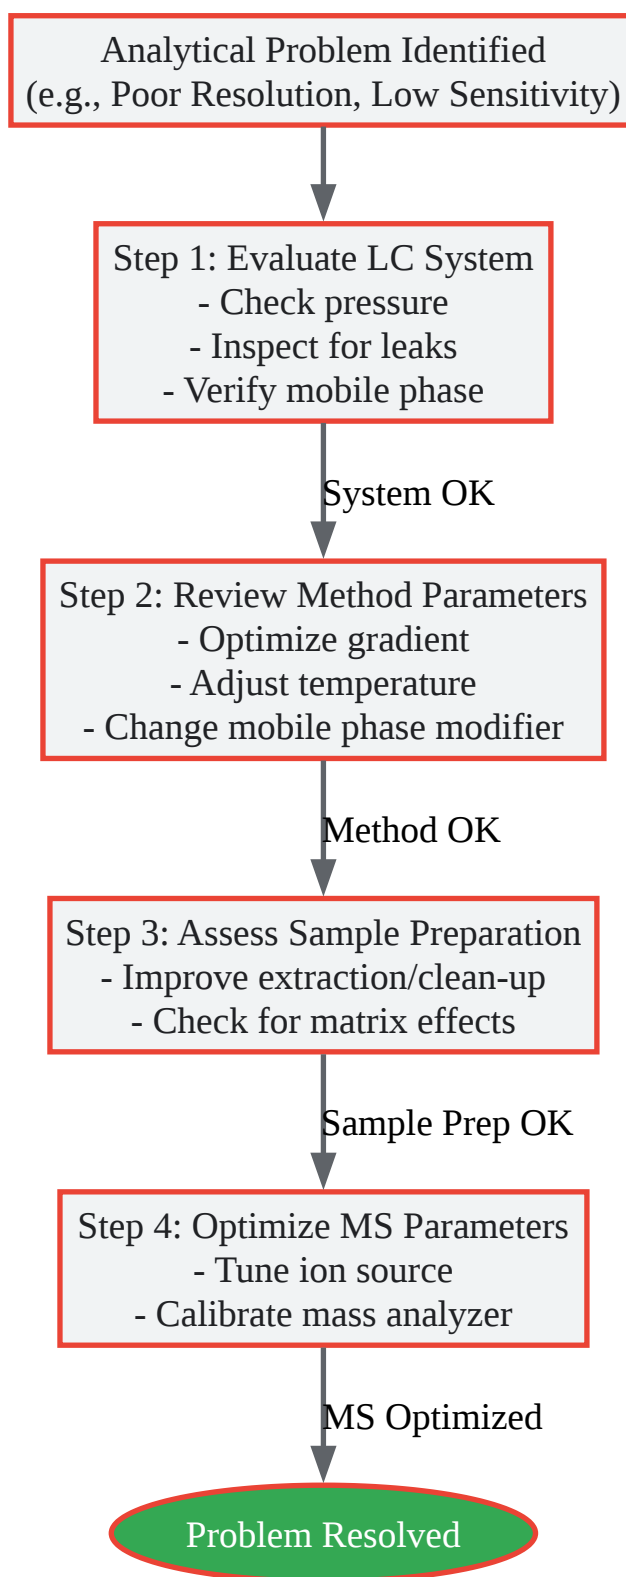 Analytical Problem Identified
(e.g., Poor Resolution, Low Sensitivity)
Step 1: Evaluate LC System
- Check pressure
- Inspect for leaks
- Verify mobile phase
System OK
Step 2: Review Method Parameters
- Optimize gradient
- Adjust temperature
- Change mobile phase modifier
Method OK
Step 3: Assess Sample Preparation
- Improve extraction/clean-up
- Check for matrix effects
Sample Prep OK
Step 4: Optimize MS Parameters
- Tune ion source
- Calibrate mass analyzer
MS Optimized
Problem Resolved